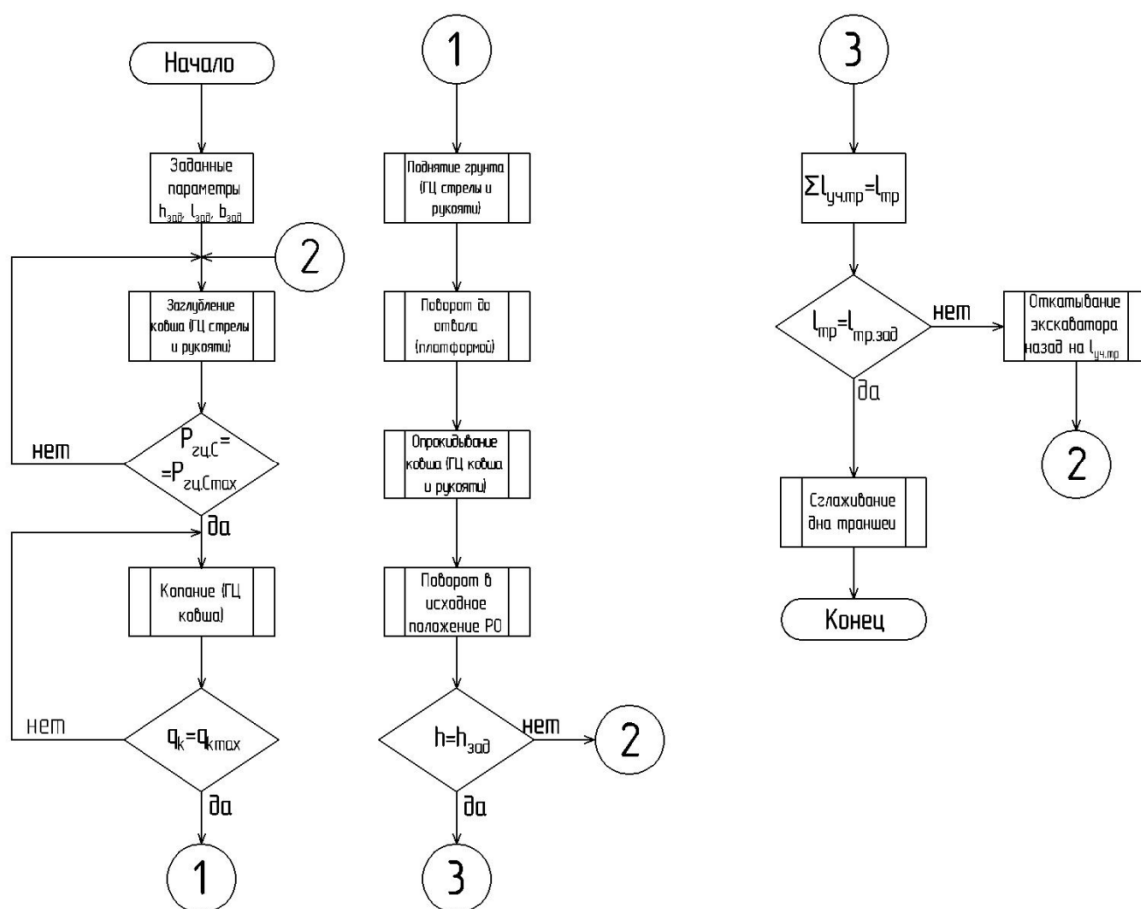 Начало
Заданные
параметры
hзад, lзад, bзад
2
Заглубление
ковша (ГЦ стрелы
и рукояти)
Pгц.С=
=Pгц.Сmax
нет
да
Копание (ГЦ
ковша)
qk=qkmax
нет
да
1
1
Поднятие грунта
(ГЦ стрелы и
рукояти)
Поворот до
отвала
(платформой)
Опрокидывание
ковша (ГЦ ковша
и рукояти)
Поворот в
исходное
положение РО
h=hзад
нет
2
да
3
3
Σlуч.тр=lтр
lтр=lтр.зад
нет
Откатывание
экскаватора
назад на lуч.тр
2
да
Сглаживание
дна траншеи
Конец